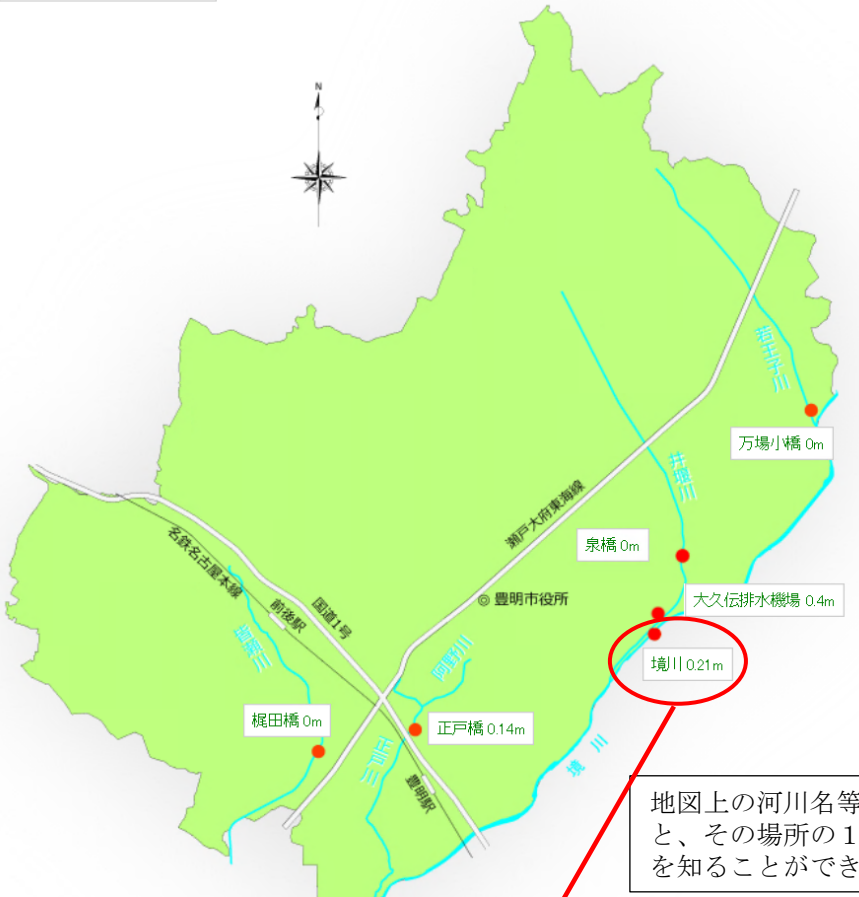 N
若王子川
万場小橋 0m
井堰川
瀬戸大府東海線
泉橋 0m
名鉄名古屋本線
前後駅
国道1号
◎ 豊明市役所
大久伝排水機場 0.4m
皆瀬川
阿野川
境川 0.21m
梶田橋 0m
正戸橋 0.14m
正戸川
豊明駅
境川
地図上の河川名等
と、その場所の1
を知ることができ